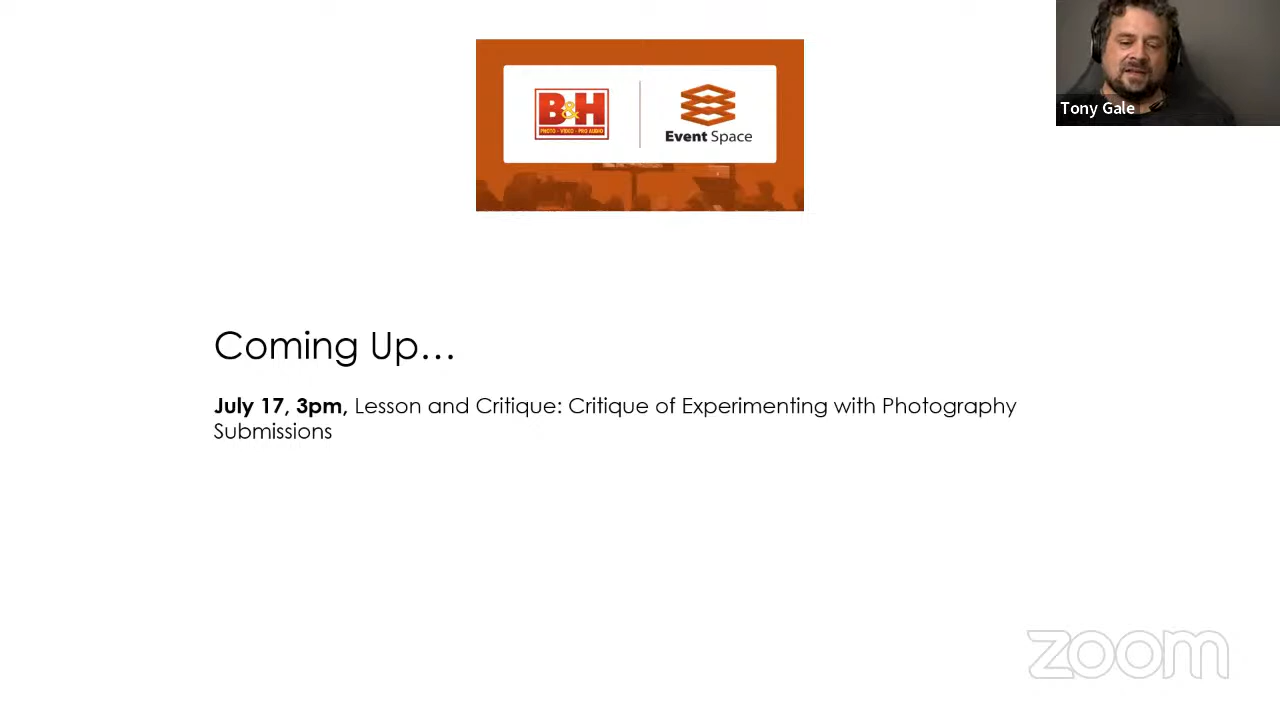 B&H
PHOTO - VIDEO - PRO AUDIO
Event Space
Tony Gale
Coming Up...
July 17, 3pm, Lesson and Critique: Critique of Experimenting with Photography
Submissions
zoom